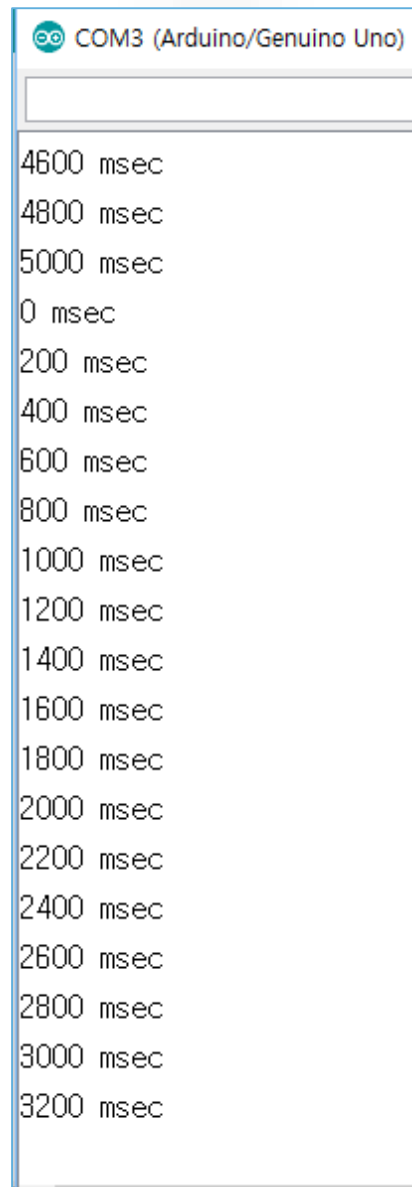 COM3 (Arduino/Genuino Uno)
4600 msec
4800 msec
5000 msec
0 msec
200 msec
400 msec
600 msec
800 msec
1000 msec
1200 msec
1400 msec
1600 msec
1800 msec
2000 msec
2200 msec
2400 msec
2600 msec
2800 msec
3000 msec
3200 msec